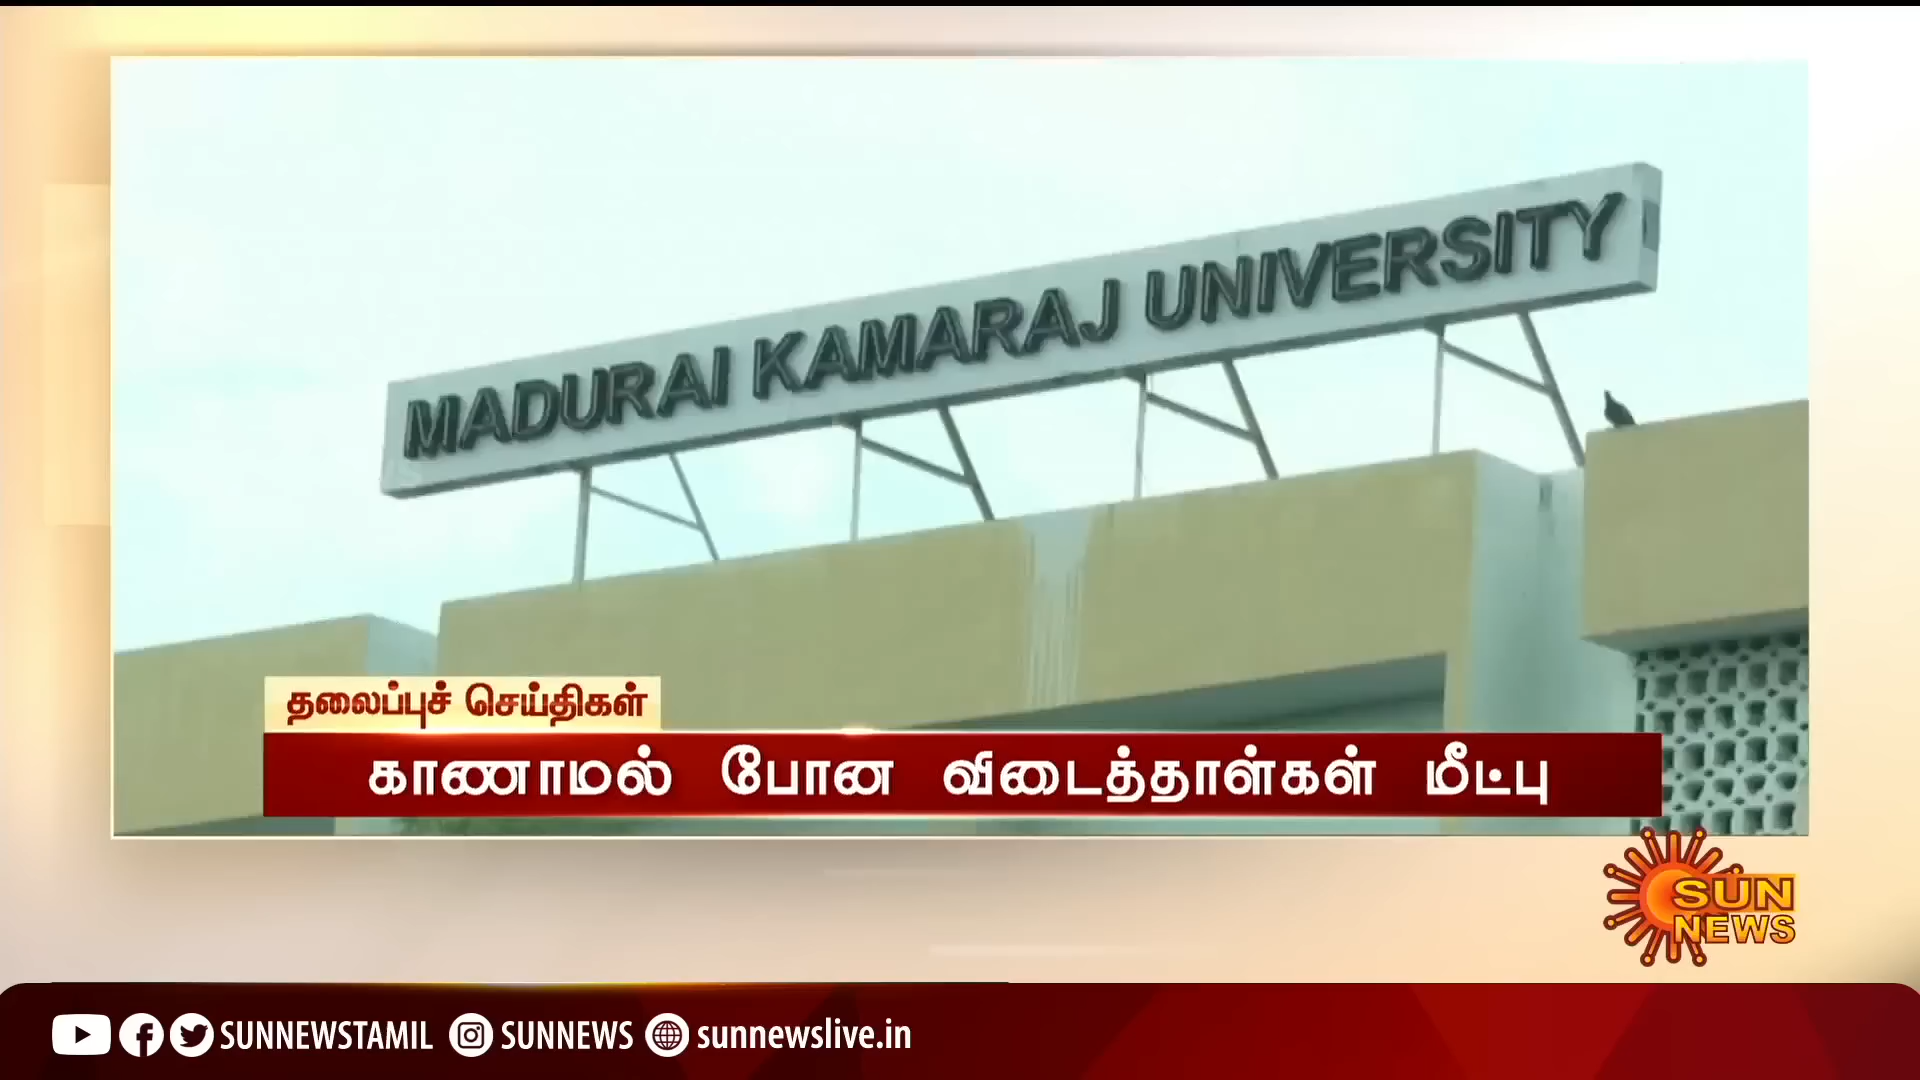 MADURAI KAMARAJ UNIVERSITY
தலைப்புச் செய்திகள்
காணாமல் போன விடைத்தாள்கள் மீட்பு
SUN
NEWS
SUNNEWSTAMIL SUNNEWS sunnewslive.in